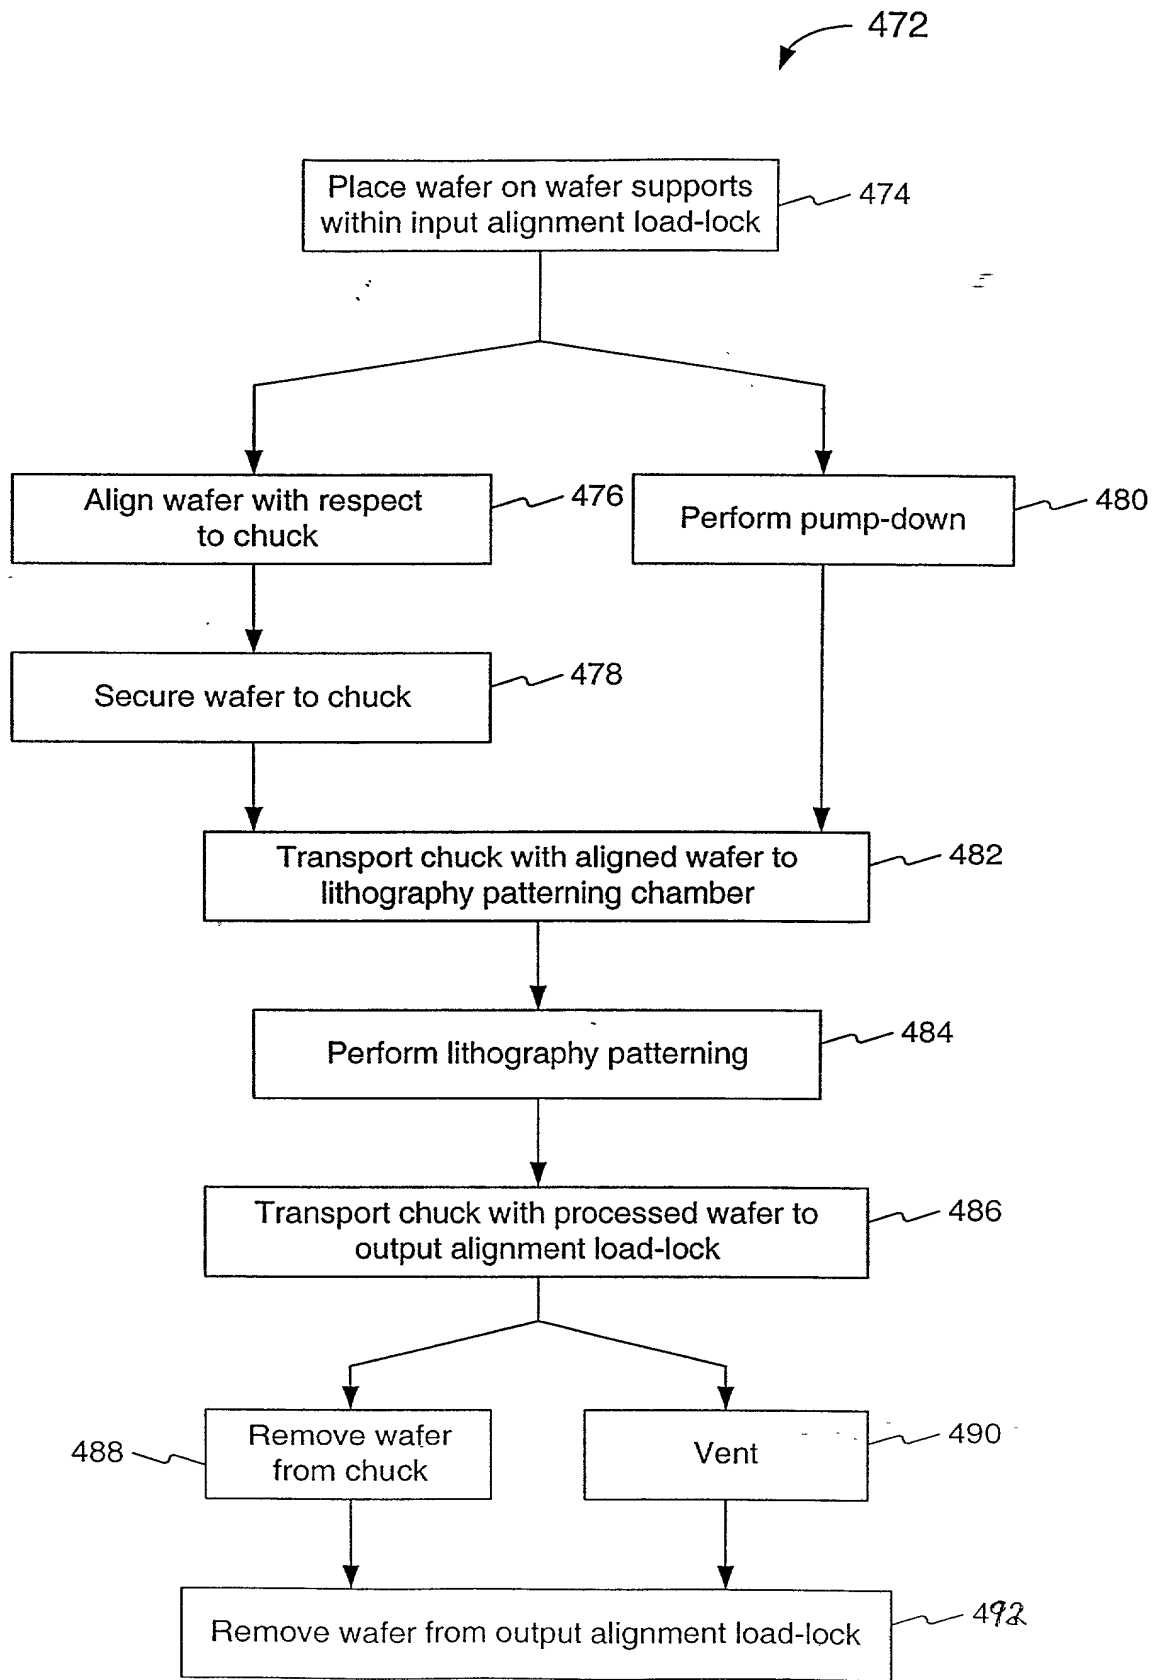 472
Place wafer on wafer supports
within input alignment load-lock
474
Align wafer with respect
to chuck
476
Perform pump-down
480
Secure wafer to chuck
478
Transport chuck with aligned wafer to
lithography patterning chamber
482
Perform lithography patterning
484
Transport chuck with processed wafer to
output alignment load-lock
486
488
Remove wafer
from chuck
Vent
490
Remove wafer from output alignment load-lock
492